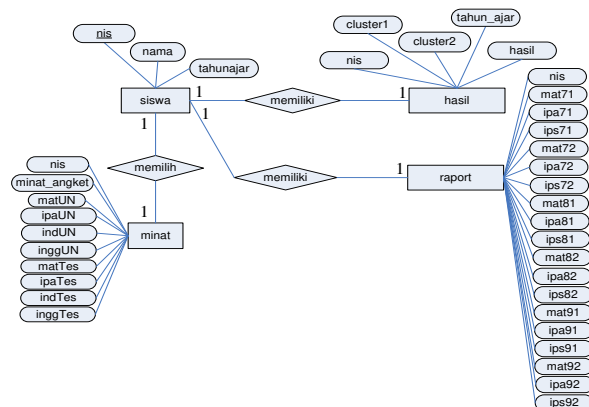 nis
nama
tahunajar
siswa
cluster1
cluster2
tahun_ajar
nis
hasil
1
memiliki
1
hasil
1
1
memilih
1
minat
memiliki
1
raport
nis
minat_angket
matUN
ipaUN
indUN
inggUN
matTes
ipaTes
indTes
inggTes
nis
mat71
ipa71
ips71
mat72
ipa72
ips72
mat81
ipa81
ips81
mat82
ipa82
ips82
mat91
ipa91
ips91
mat92
ipa92
ips92